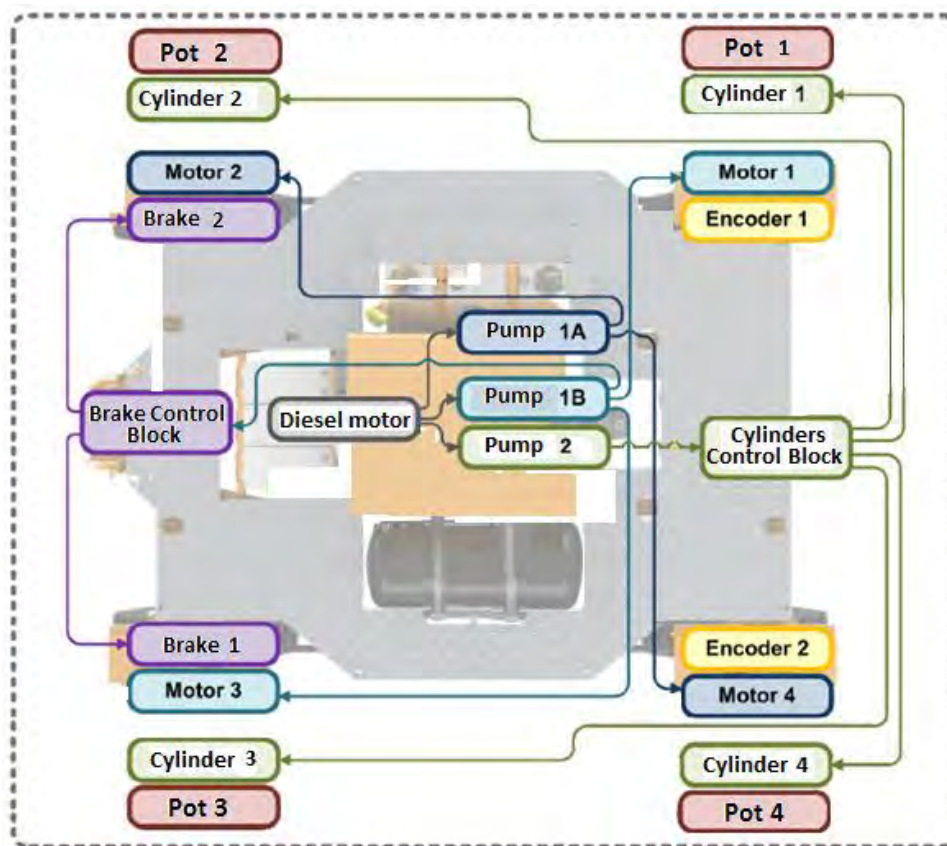 Pot 2
Pot 1
Cylinder 2
Cylinder 1
Motor 2
Motor 1
Brake 2
Encoder 1
Pump 1A
Pump 1B
Brake Control
Block
Diesel motor
Pump 2
Cylinders
Control Block
Brake 1
Encoder 2
Motor 3
Motor 4
Cylinder 3
Cylinder 4
Pot 3
Pot 4